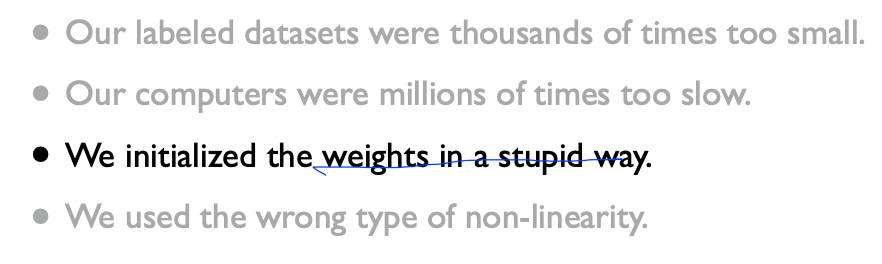 • Our labeled datasets were thousands of times too small.
• Our computers were millions of times too slow.
• We initialized the weights in a stupid way.
• We used the wrong type of non-linearity.